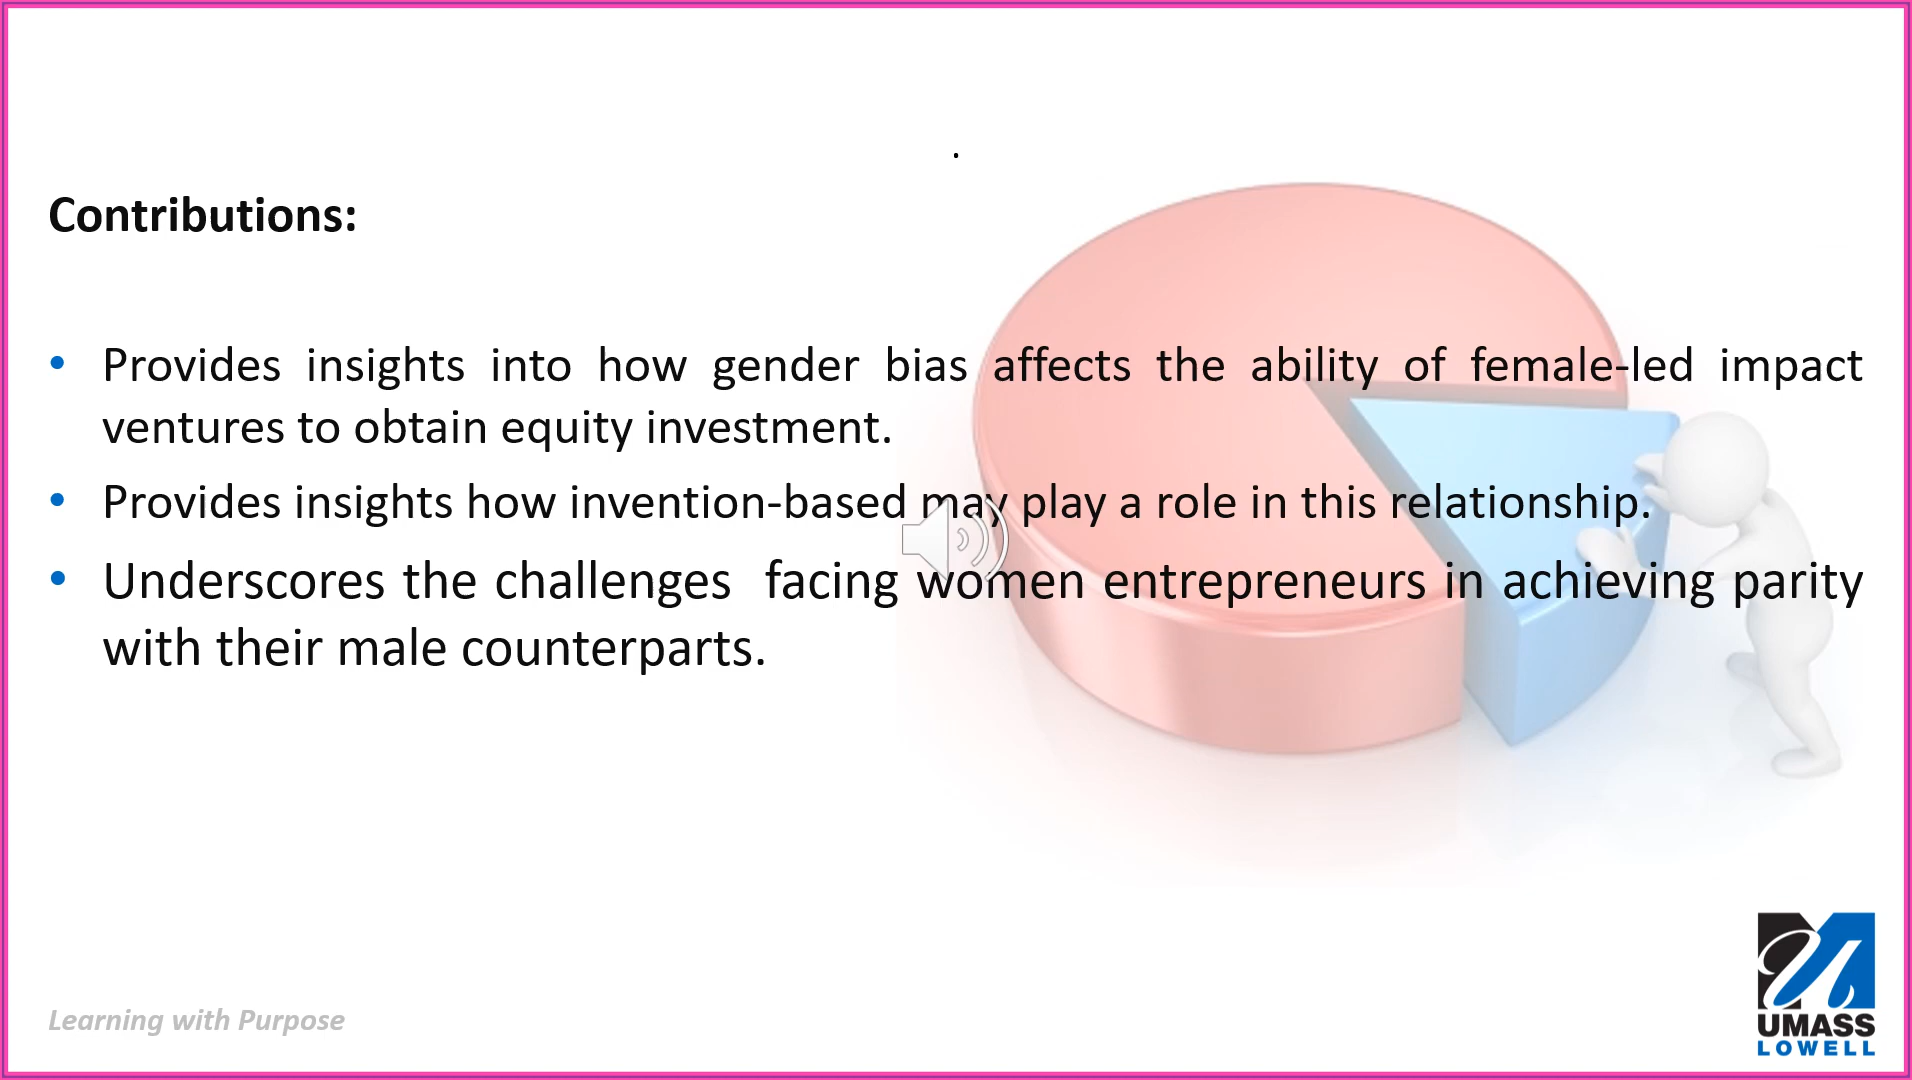 .
Contributions:
• Provides insights into how gender bias affects the ability of female-led impact
ventures to obtain equity investment.
• Provides insights how invention-based may play a role in this relationship.
• Underscores the challenges  facing women entrepreneurs in achieving parity
with their male counterparts.
Learning with Purpose
UMASS
LOWELL